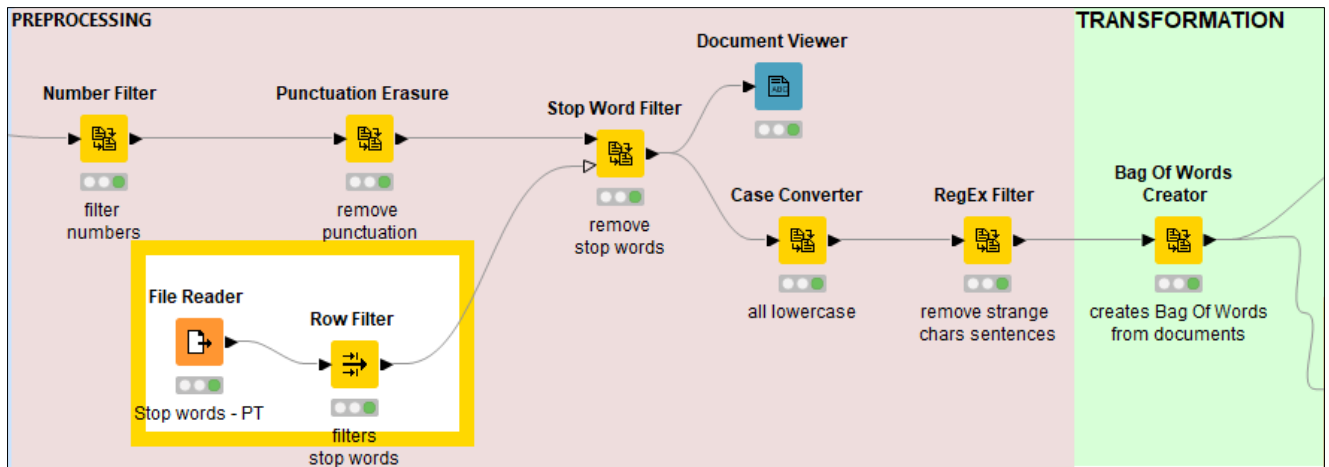 PREPROCESSING
TRANSFORMATION
Document Viewer
Number Filter
Punctuation Erasure
Stop Word Filter
filter
numbers
remove
punctuation
remove
stop words
Case Converter
RegEx Filter
Bag Of Words
Creator
all lowercase
remove strange
chars sentences
creates Bag Of Words
from documents
File Reader
Row Filter
Stop words - PT
filters
stop words